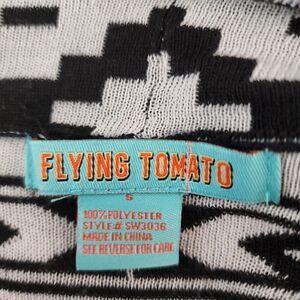 FLYING TOMATO
S
100% POLYESTER
STYLE# SW3036
MADE IN CHINA
SEE REVERSE FOR CARE